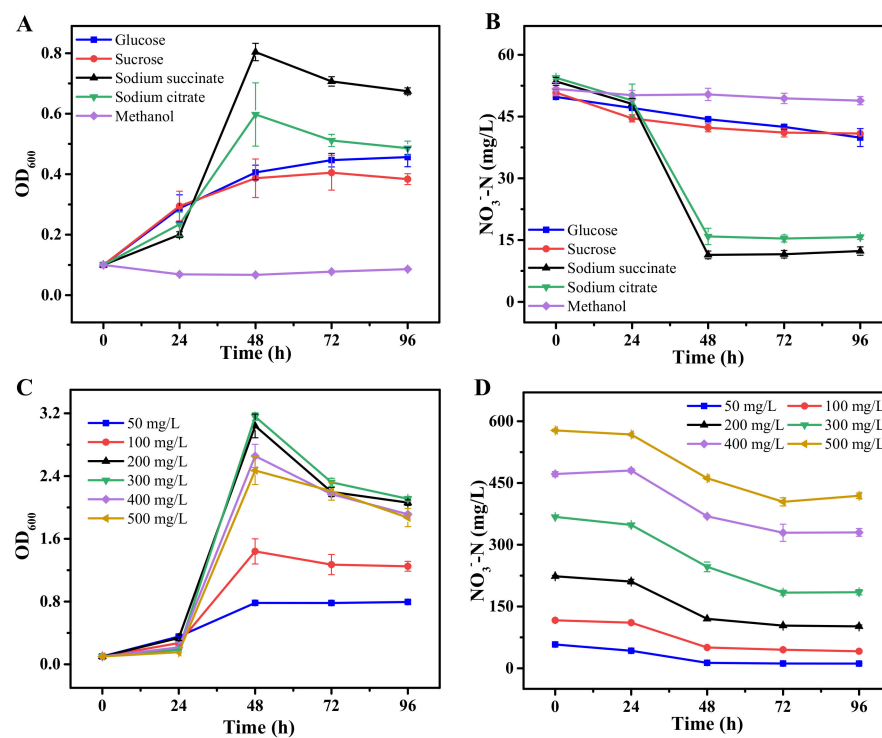 A
Glucose
Sucrose
Sodium succinate
Sodium citrate
Methanol
0.8
0.6
0.4
0.2
0.0
OD600
0 24 48 72 96
Time (h)
B
60
45
30
15
0
NO3⁻-N (mg/L)
Glucose
Sucrose
Sodium succinate
Sodium citrate
Methanol
0 24 48 72 96
Time (h)
C
50 mg/L
100 mg/L
200 mg/L
300 mg/L
400 mg/L
500 mg/L
3.2
2.4
1.6
0.8
0.0
OD600
0 24 48 72 96
Time (h)
D
50 mg/L 100 mg/L
200 mg/L 300 mg/L
400 mg/L 500 mg/L
600
450
300
150
0
NO3⁻-N (mg/L)
0 24 48 72 96
Time (h)